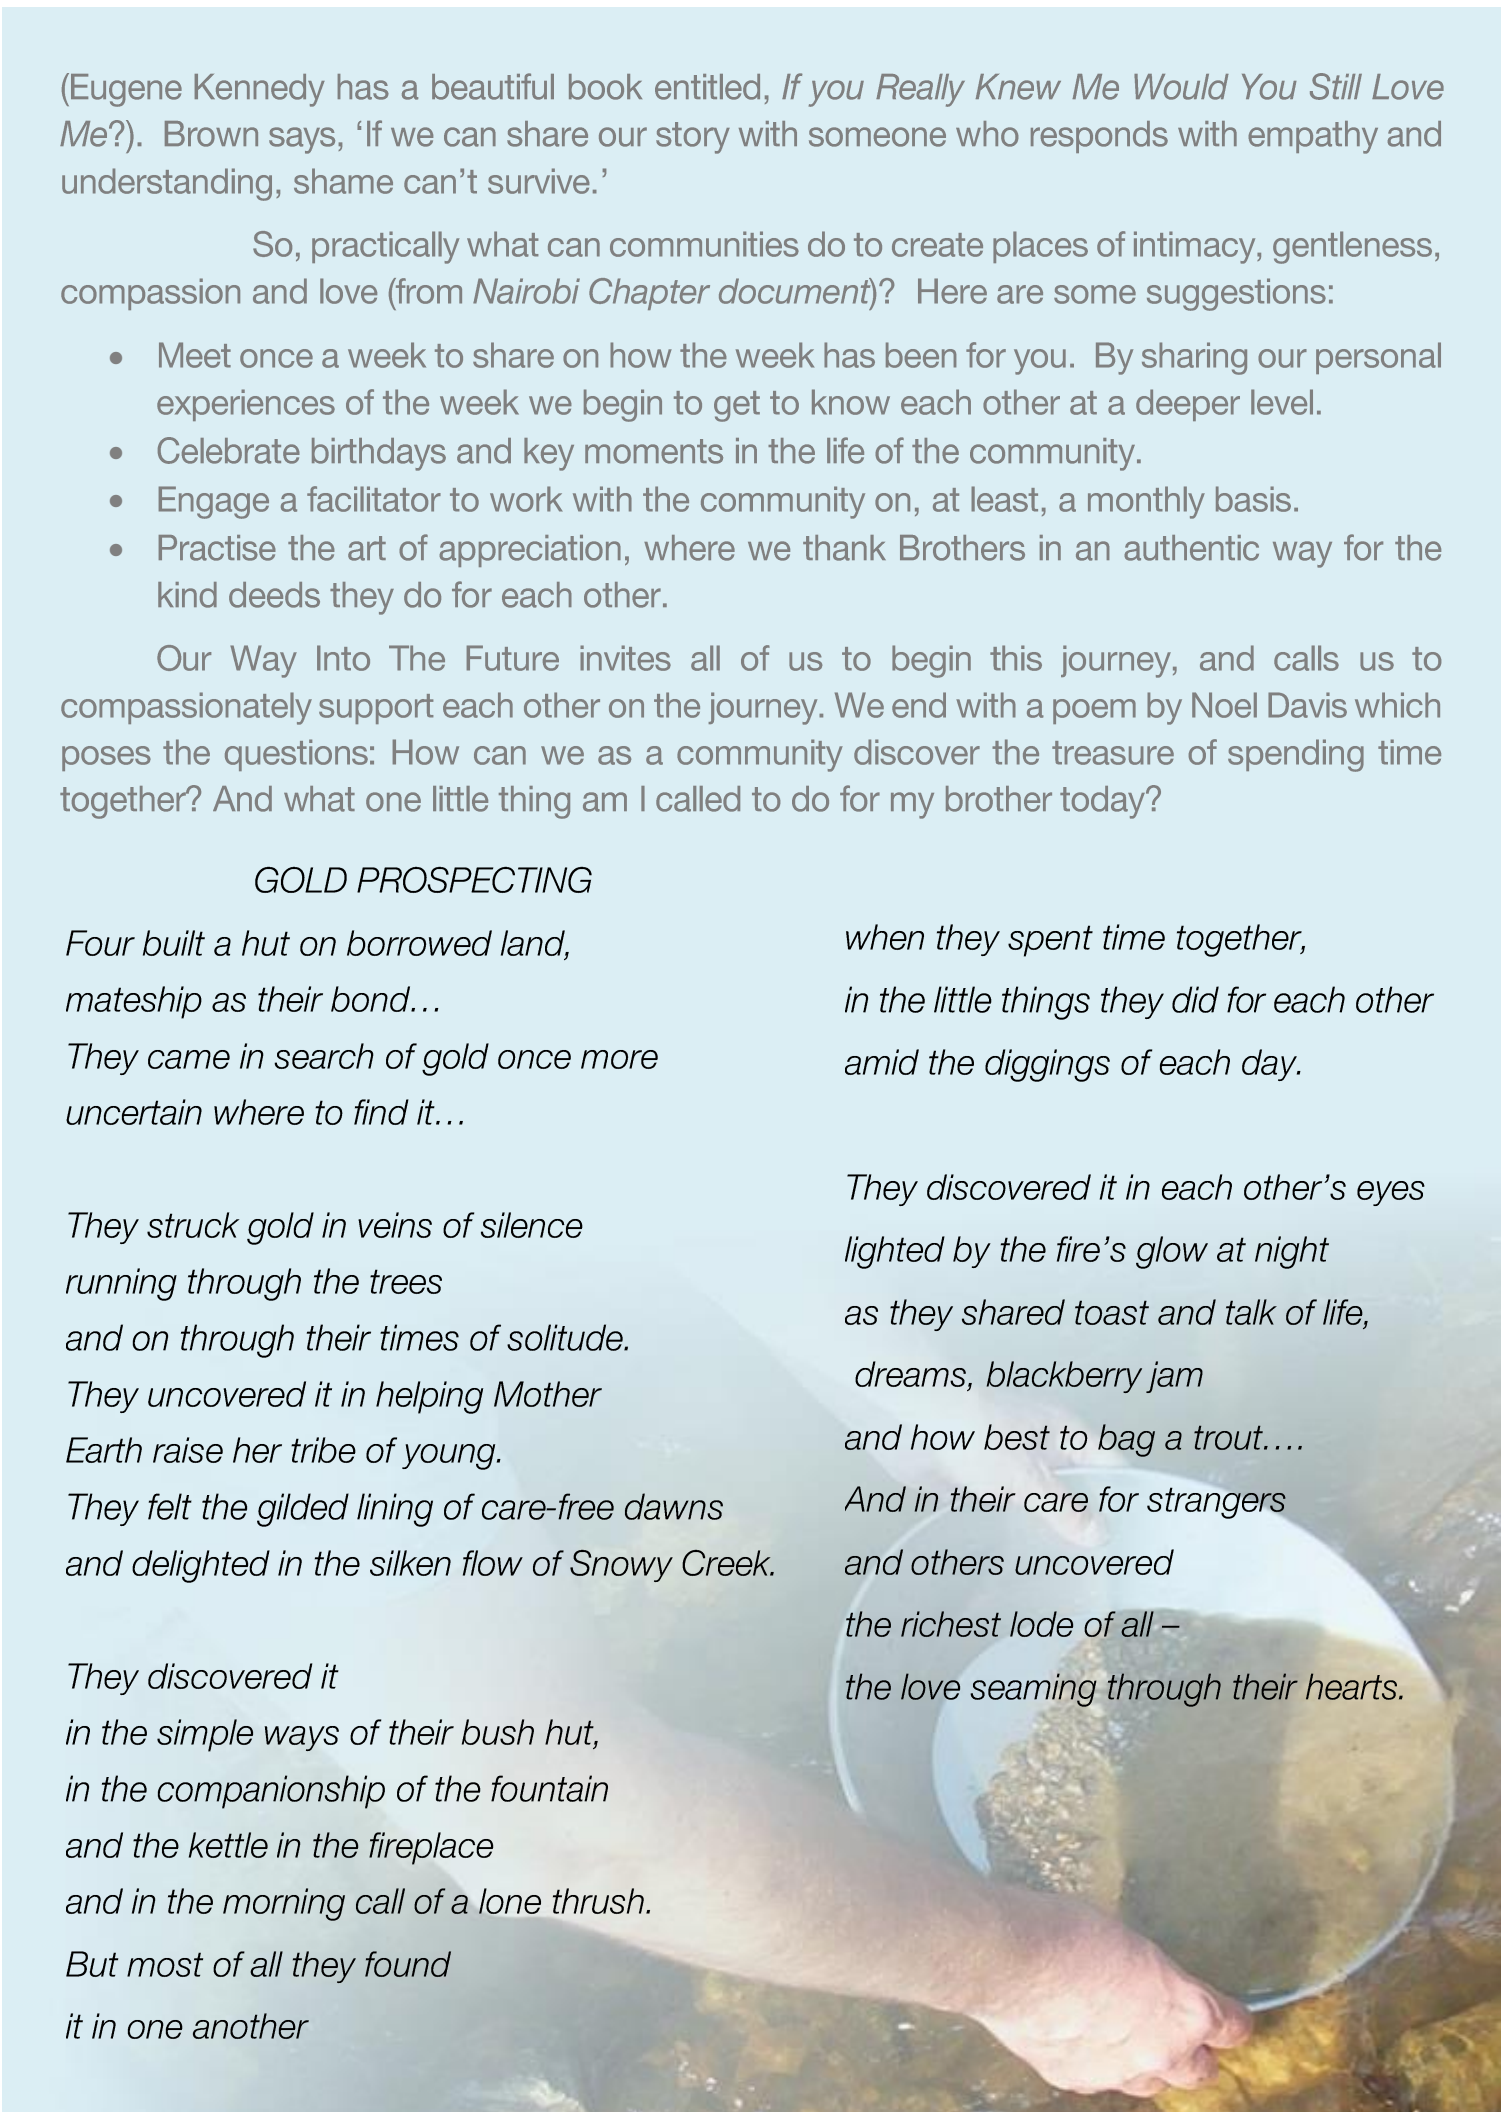 (Eugene Kennedy has a beautiful book entitled, If you Really Knew Me Would You Still Love
Me?).  Brown says, ‘If we can share our story with someone who responds with empathy and
understanding, shame can’t survive.’
So, practically what can communities do to create places of intimacy, gentleness,
compassion and love (from Nairobi Chapter document)?  Here are some suggestions:
• Meet once a week to share on how the week has been for you.  By sharing our personal
experiences of the week we begin to get to know each other at a deeper level.
• Celebrate birthdays and key moments in the life of the community.
• Engage a facilitator to work with the community on, at least, a monthly basis.
• Practise the art of appreciation, where we thank Brothers in an authentic way for the
kind deeds they do for each other.
Our Way Into The Future invites all of us to begin this journey, and calls us to
compassionately support each other on the journey. We end with a poem by Noel Davis which
poses the questions: How can we as a community discover the treasure of spending time
together? And what one little thing am I called to do for my brother today?
GOLD PROSPECTING
Four built a hut on borrowed land,
mateship as their bond…
They came in search of gold once more
uncertain where to find it…
They struck gold in veins of silence
running through the trees
and on through their times of solitude.
They uncovered it in helping Mother
Earth raise her tribe of young.
They felt the gilded lining of care-free dawns
and delighted in the silken flow of Snowy Creek.
They discovered it
in the simple ways of their bush hut,
in the companionship of the fountain
and the kettle in the fireplace
and in the morning call of a lone thrush.
But most of all they found
it in one another
when they spent time together,
in the little things they did for each other
amid the diggings of each day.
They discovered it in each other’s eyes
lighted by the fire’s glow at night
as they shared toast and talk of life,
dreams, blackberry jam
and how best to bag a trout….
And in their care for strangers
and others uncovered
the richest lode of all –
the love seaming through their hearts.